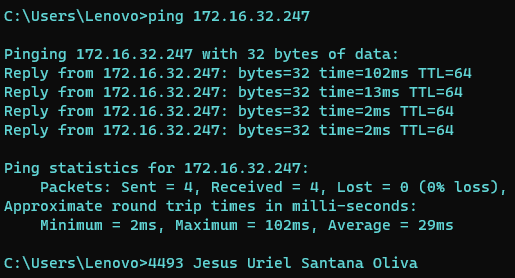 C:\Users\Lenovo>ping 172.16.32.247
Pinging 172.16.32.247 with 32 bytes of data:
Reply from 172.16.32.247: bytes=32 time=102ms TTL=64
Reply from 172.16.32.247: bytes=32 time=13ms TTL=64
Reply from 172.16.32.247: bytes=32 time=2ms TTL=64
Reply from 172.16.32.247: bytes=32 time=2ms TTL=64
Ping statistics for 172.16.32.247:
    Packets: Sent = 4, Received = 4, Lost = 0 (0% loss),
Approximate round trip times in milli-seconds:
    Minimum = 2ms, Maximum = 102ms, Average = 29ms
C:\Users\Lenovo>4493 Jesus Uriel Santana Oliva